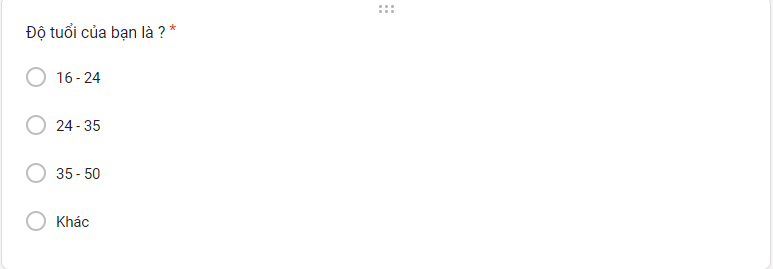 Độ tuổi của bạn là ? *
16 - 24
24 - 35
35 - 50
Khác